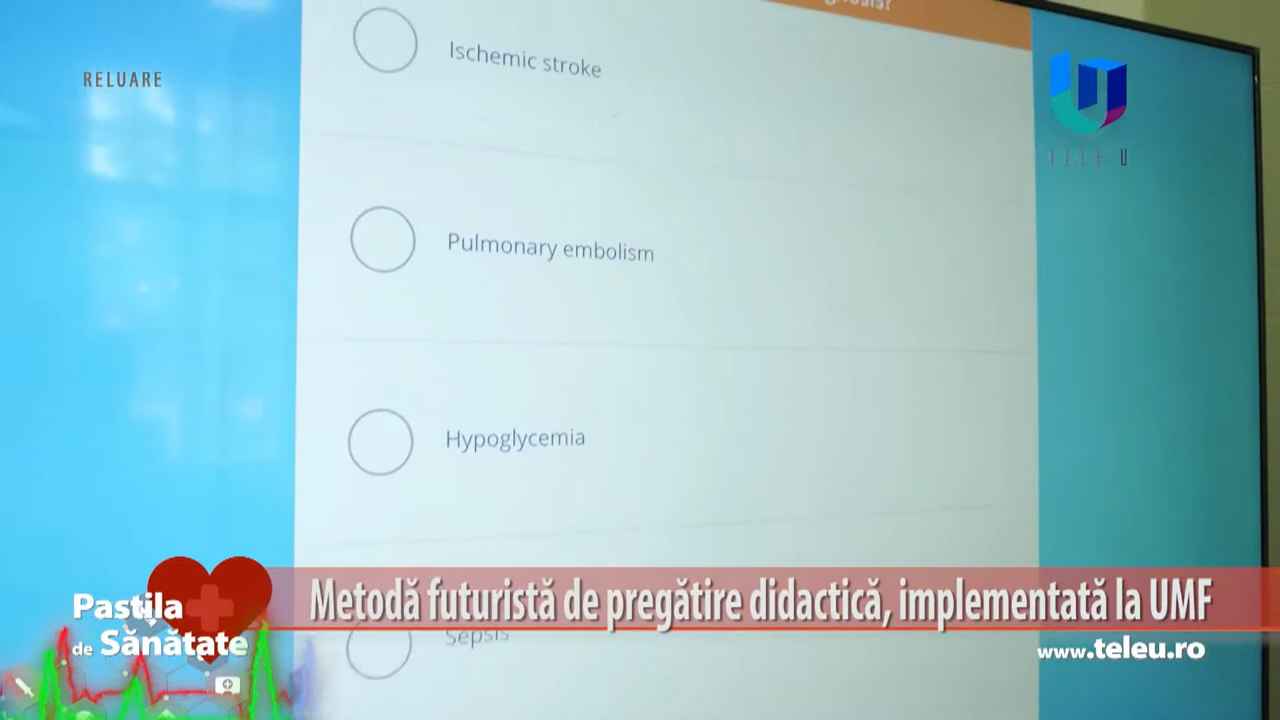 RELUARE
Ischemic stroke
TELE U
Pulmonary embolism
Hypoglycemia
Sepsis
Pastila
de Sănătate
Metodă futuristă de pregătire didactică, implementată la UMF
www.teleu.ro